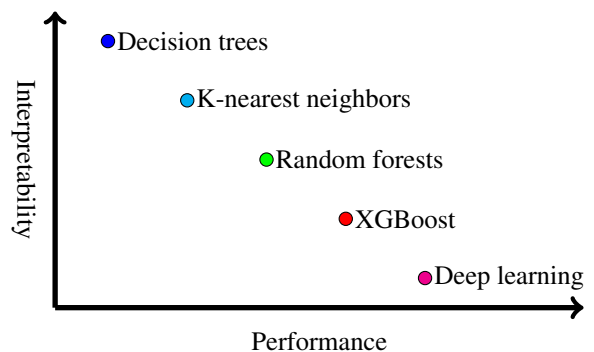 Decision trees
K-nearest neighbors
Random forests
XGBoost
Deep learning
Interpretability
Performance